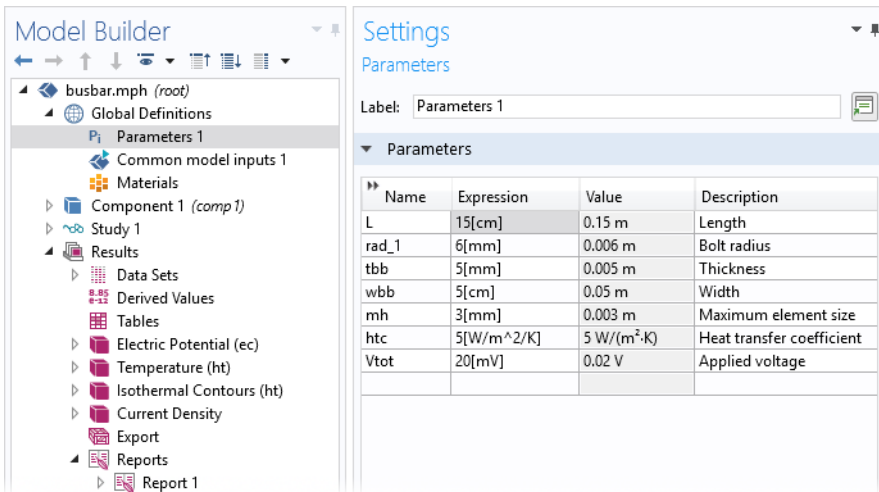 Model Builder
busbar.mph (root)
Global Definitions
Pi Parameters 1
Common model inputs 1
Materials
Component 1 (comp1)
Study 1
Results
Data Sets
8.85
e-12
Derived Values
Tables
Electric Potential (ec)
Temperature (ht)
Isothermal Contours (ht)
Current Density
Export
Reports
Report 1
Settings
Parameters
Label: Parameters 1
Parameters
Name Expression Value Description
L 15[cm] 0.15 m Length
rad_1 6[mm] 0.006 m Bolt radius
tbb 5[mm] 0.005 m Thickness
wbb 5[cm] 0.05 m Width
mh 3[mm] 0.003 m Maximum element size
htc 5[W/m^2/K] 5 W/(m²·K) Heat transfer coefficient
Vtot 20[mV] 0.02 V Applied voltage